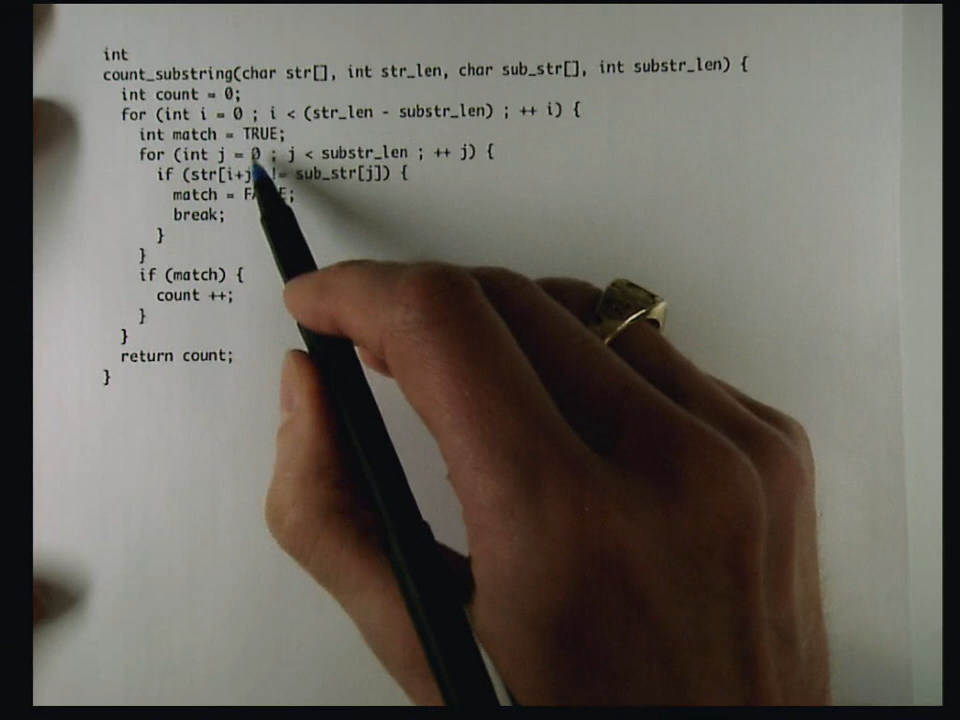 int
count_substring(char str[], int str_len, char sub_str[], int substr_len) {
int count = 0;
for (int i = 0 ; i < (str_len - substr_len) ; ++ i) {
int match = TRUE;
for (int j = 0 ; j < substr_len ; ++ j) {
if (str[i+j] != sub_str[j]) {
match = FALSE;
break;
}
}
if (match) {
count ++;
}
}
return count;
}